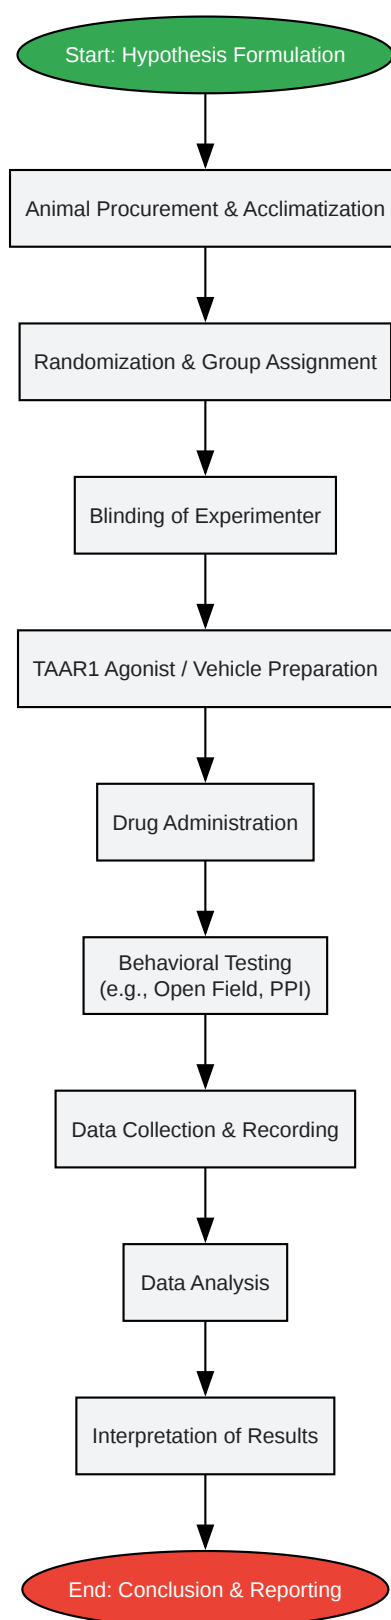 Start: Hypothesis Formulation
Animal Procurement & Acclimatization
Randomization & Group Assignment
Blinding of Experimenter
TAAR1 Agonist / Vehicle Preparation
Drug Administration
Behavioral Testing
(e.g., Open Field, PPI)
Data Collection & Recording
Data Analysis
Interpretation of Results
End: Conclusion & Reporting